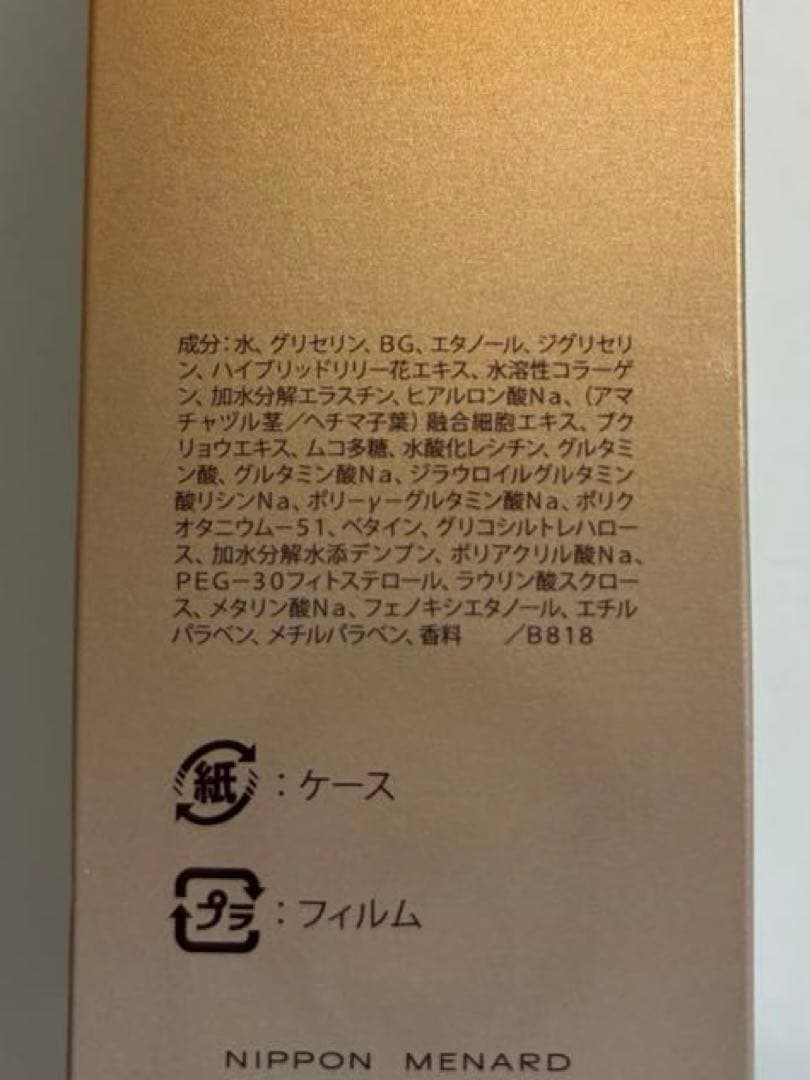 成分：水、グリセリン、BG、エタノール、ジグリセリ
ン、ハイブリッドリリー花エキス、水溶性コラーゲ
ン、加水分解エラスチン、ヒアルロン酸Na、（アマ
チャヅル茎／ヘチマ子葉）融合細胞エキス、ブク
リョウエキス、ムコ多糖、水酸化レシチン、グルタミ
ン酸、グルタミン酸Na、ジラウロイルグルタミン
酸リシンNa、ポリ－γ－グルタミン酸Na、ポリク
オタニウム－51、ベタイン、グリコシルトレハロー
ス、加水分解水添デンプン、ポリアクリル酸Na、
PEG－30フィトステロール、ラウリン酸スクロー
ス、メタリン酸Na、フェノキシエタノール、エチル
パラベン、メチルパラベン、香料　／B818
紙：ケース
プラ：フィルム
NIPPON MENARD